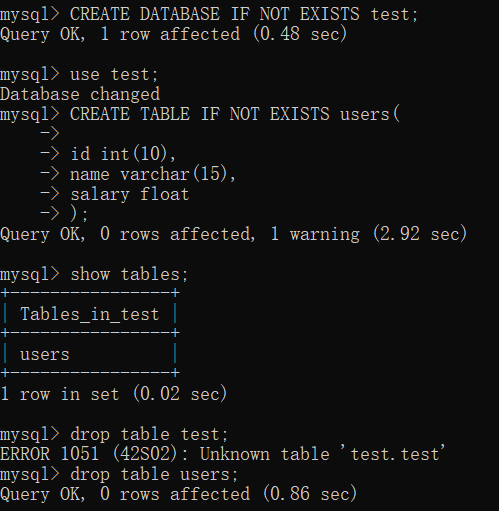 mysql> CREATE DATABASE IF NOT EXISTS test;
Query OK, 1 row affected (0.48 sec)
mysql> use test;
Database changed
mysql> CREATE TABLE IF NOT EXISTS users(
    ->
    -> id int(10),
    -> name varchar(15),
    -> salary float
    -> );
Query OK, 0 rows affected, 1 warning (2.92 sec)
mysql> show tables;
+----------------+
| Tables_in_test |
+----------------+
| users          |
+----------------+
1 row in set (0.02 sec)
mysql> drop table test;
ERROR 1051 (42S02): Unknown table 'test.test'
mysql> drop table users;
Query OK, 0 rows affected (0.86 sec)